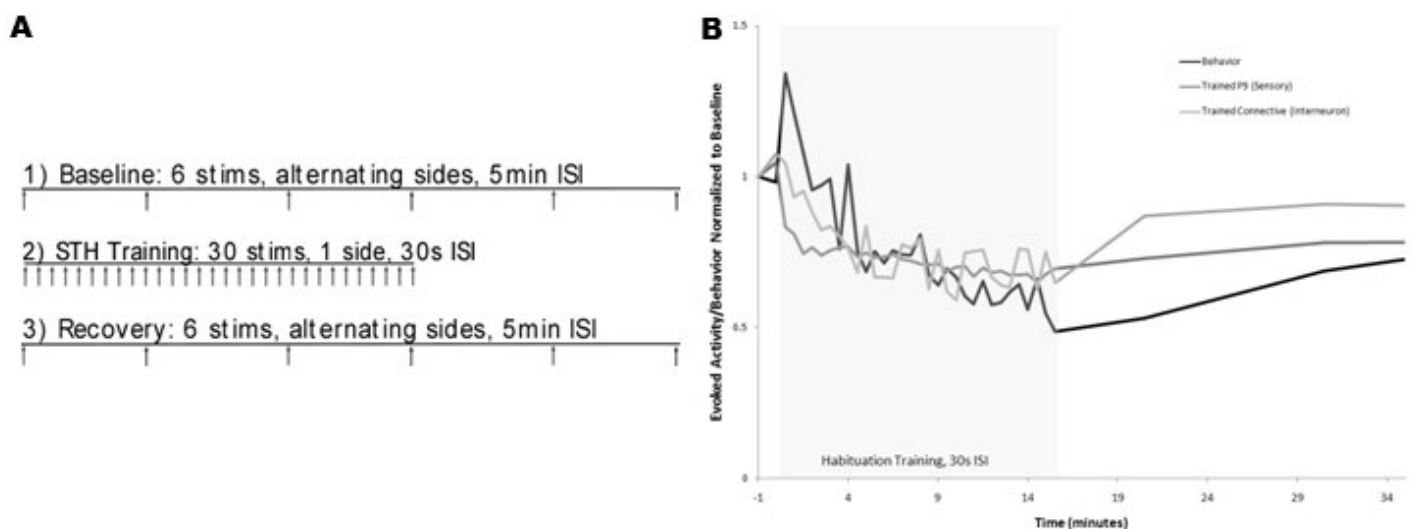 A
1) Baseline: 6 stims, alternating sides, 5min ISI
2) STH Training: 30 stims, 1 side, 30s ISI
3) Recovery: 6 stims, alternating sides, 5min ISI
B
Evoked Activity/Behavior Normalized to Baseline
1.5
1
0.5
0
Behavior
Trained P9 (Sensory)
Trained Connective (Interneuron)
Habituation Training, 30s ISI
-1 4 9 14 19 24 29 34
Time (minutes)